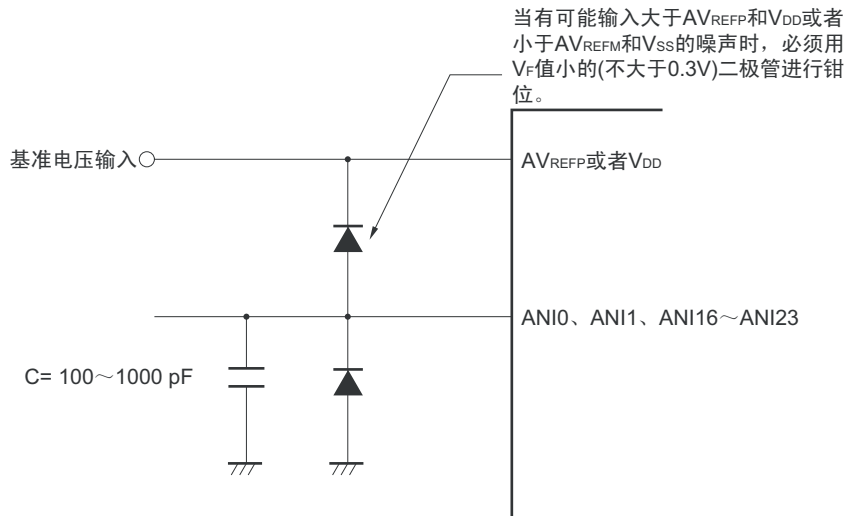 当有可能输入大于AVREFP和VDD或者
小于AVREFM和VSS的噪声时，必须用
VF值小的(不大于0.3V)二极管进行钳
位。
基准电压输入
AVREFP或者VDD
ANI0、ANI1、ANI16～ANI23
C= 100～1000 pF